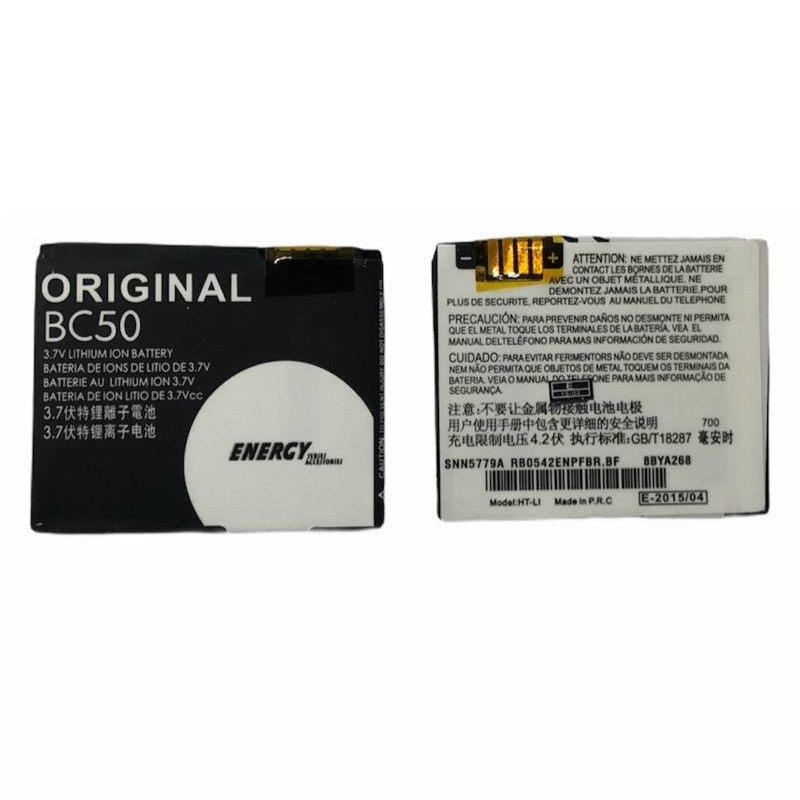 ORIGINAL
BC50
3.7V LITHIUM ION BATTERY
BATERIA DE IONS DE LITIO DE 3.7V
BATTERIE AU LITHIUM ION 3.7V
BATERIA DE ION DE LITIO DE 3.7Vcc
3.7伏特鋰離子電池
3.7伏特锂离子电池
ENERGY
SERIES
ACCESSORIES
- +
ATTENTION: NE METTEZ JAMAIS EN
CONTACT LES BORNES DE LA BATTERIE
AVEC UN OBJET METALLIQUE. NE
DEMONTEZ JAMAIS LA BATTERIE.POUR
PLUS DE SECURITE, REPORTEZ-VOUS AU MANUEL DU TELEPHONE
PRECAUCIÓN: PARA PREVENIR DAÑOS NO PERMITA
QUE EL METAL TOQUE LOS TERMINALES DE LA BATERÍA. VEA EL
MANUAL DELTELÉFONO PARA MAS INFORMACIÓN DE SEGURIDAD.
CUIDADO: PARA EVITAR FERIMENTORS NÃO DEVE SER DESMONTADO
NEM PERMITIR QUE OBJETOS DE METAL TOQUEM OS TERMINAIS DA
BATERIA. VEJA O MANUAL DO TELEFONE PARA MAIS INFORMAÇÕES.
注意:不要让金属物接触电池电极
用户使用手册中包含更详细的安全说明 700
充电限制电压4.2伏 执行标准:GB/T18287 毫安时
SNN5779A RB0542ENPFBR.BF 8BYA268
Model:HT-LI Made in P.R.C E-2015/04